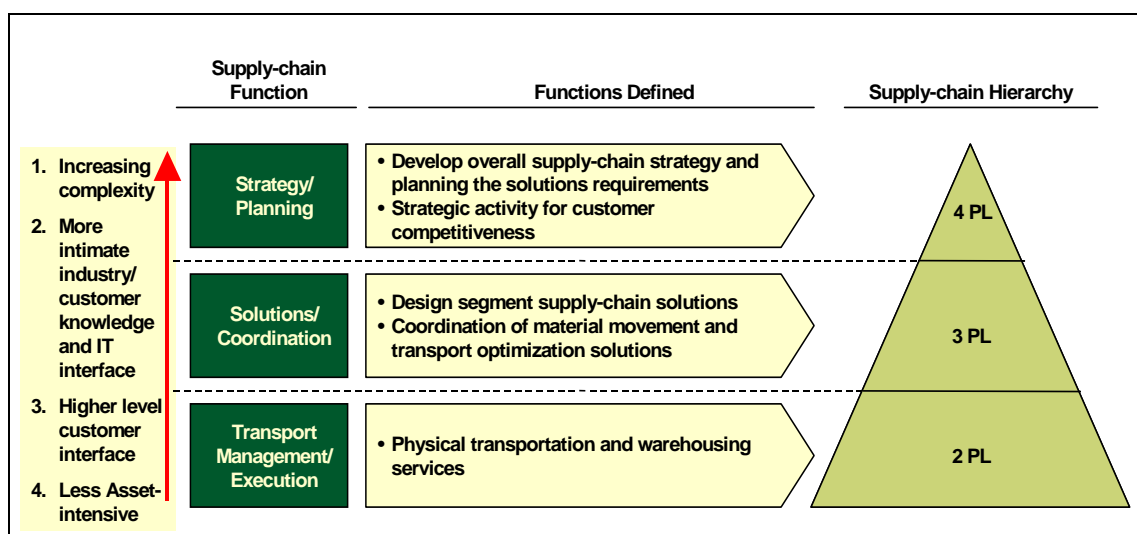 Supply-chain
Function
Functions Defined
Supply-chain Hierarchy
1. Increasing
complexity
2. More
intimate
industry/
customer
knowledge
and IT
interface
3. Higher level
customer
interface
4. Less Asset-
intensive
Strategy/
Planning
• Develop overall supply-chain strategy and
planning the solutions requirements
• Strategic activity for customer
competitiveness
4 PL
Solutions/
Coordination
• Design segment supply-chain solutions
• Coordination of material movement and
transport optimization solutions
3 PL
Transport
Management/
Execution
• Physical transportation and warehousing
services
2 PL